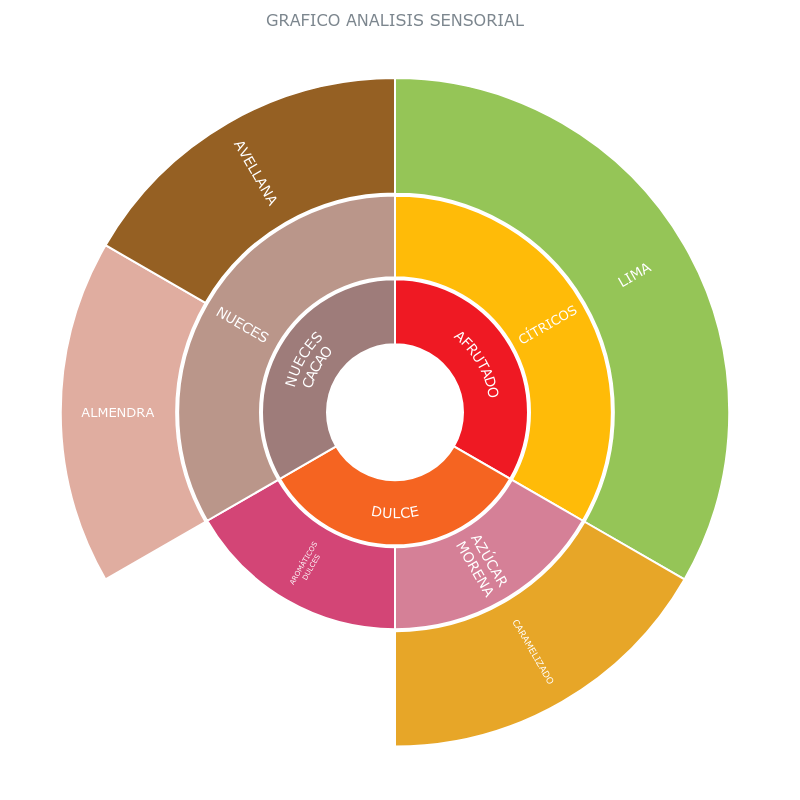 GRAFICO ANALISIS SENSORIAL
AVELLANA
LIMA
NUECES
CÍTRICOS
NUECES
CACAO
AFRUTADO
ALMENDRA
DULCE
AROMÁTICOS
DULCES
AZÚCAR
MORENA
CARAMELIZADO